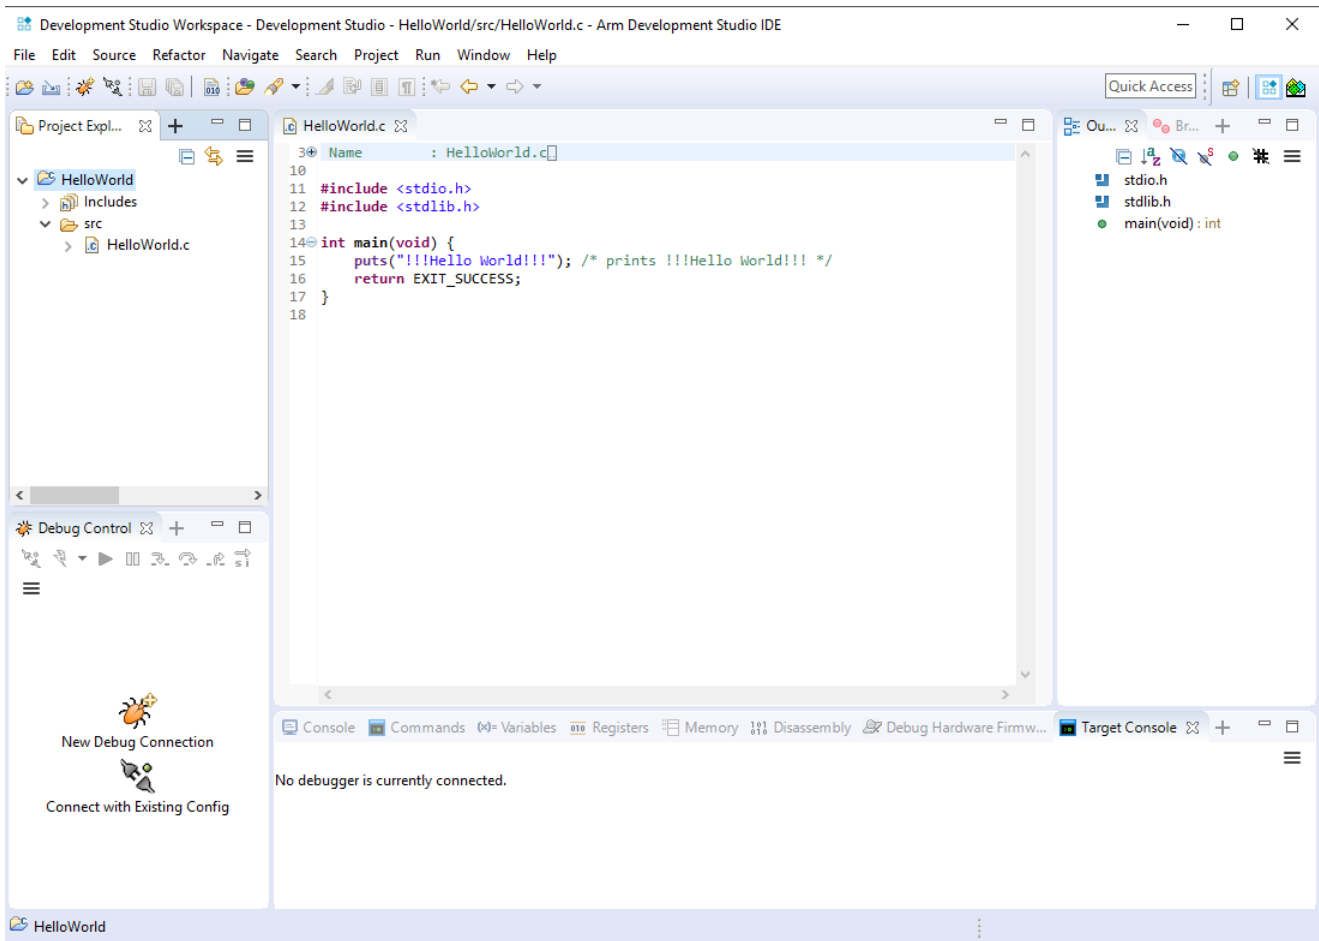 Development Studio Workspace - Development Studio - HelloWorld/src/HelloWorld.c - Arm Development Studio IDE
File Edit Source Refactor Navigate Search Project Run Window Help
Quick Access
Project Expl...
HelloWorld
Includes
src
HelloWorld.c
HelloWorld.c
3 Name : HelloWorld.c
10
11 #include <stdio.h>
12 #include <stdlib.h>
13
14 int main(void) {
15 puts("!!!Hello World!!!"); /* prints !!!Hello World!!! */
16 return EXIT_SUCCESS;
17 }
18
Ou... Br...
stdio.h
stdlib.h
main(void) : int
Debug Control
New Debug Connection
Connect with Existing Config
Console Commands Variables Registers Memory Disassembly Debug Hardware Firmw... Target Console
No debugger is currently connected.
HelloWorld